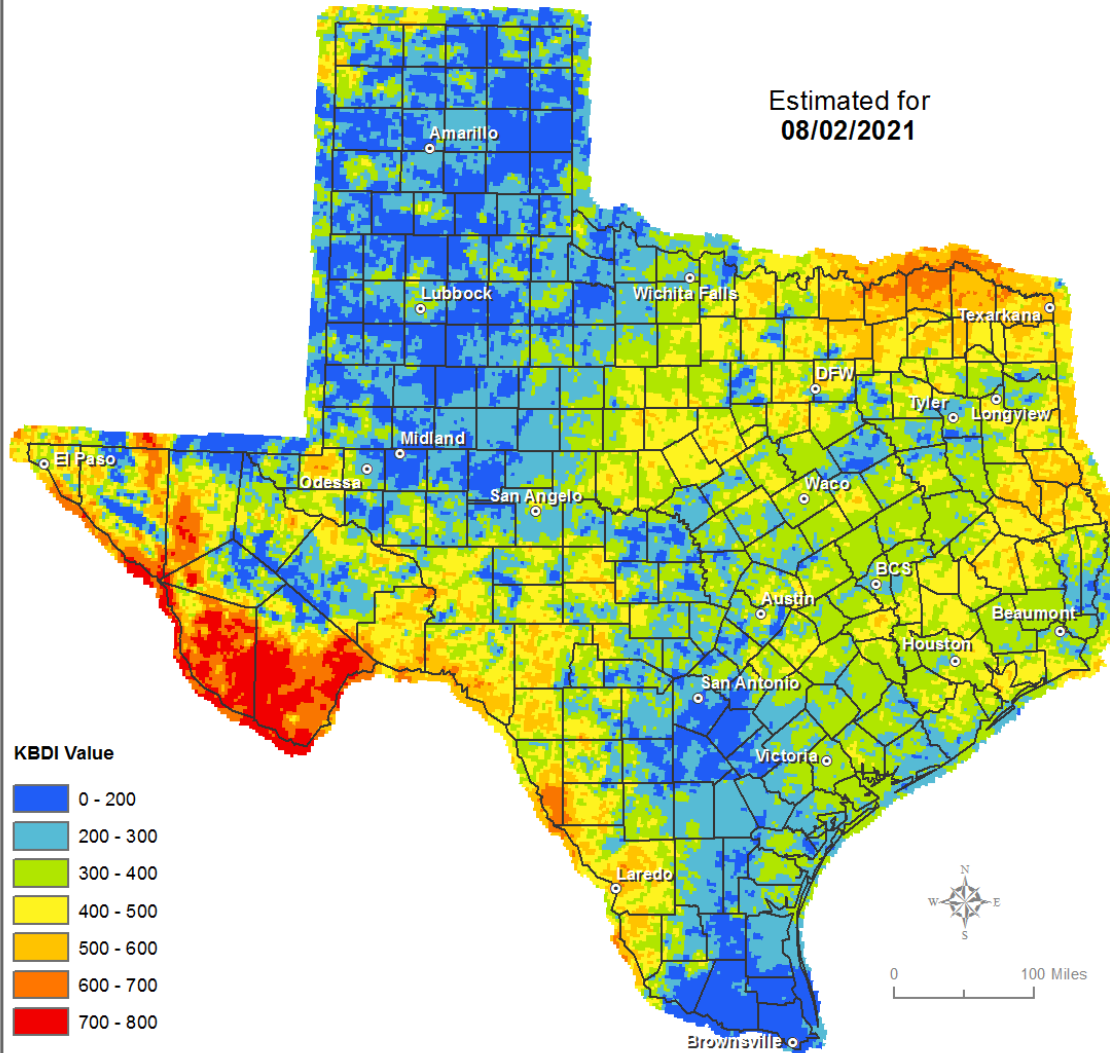 Estimated for
08/02/2021
Amarillo
Lubbock
Wichita Falls
Texarkana
DFW
Tyler
Longview
Midland
El Paso
Odessa
San Angelo
Waco
BCS
Austin
Beaumont
Houston
San Antonio
Victoria
Laredo
Brownsville
KBDI Value
0 - 200
200 - 300
300 - 400
400 - 500
500 - 600
600 - 700
700 - 800
N
W E
S
0 100 Miles